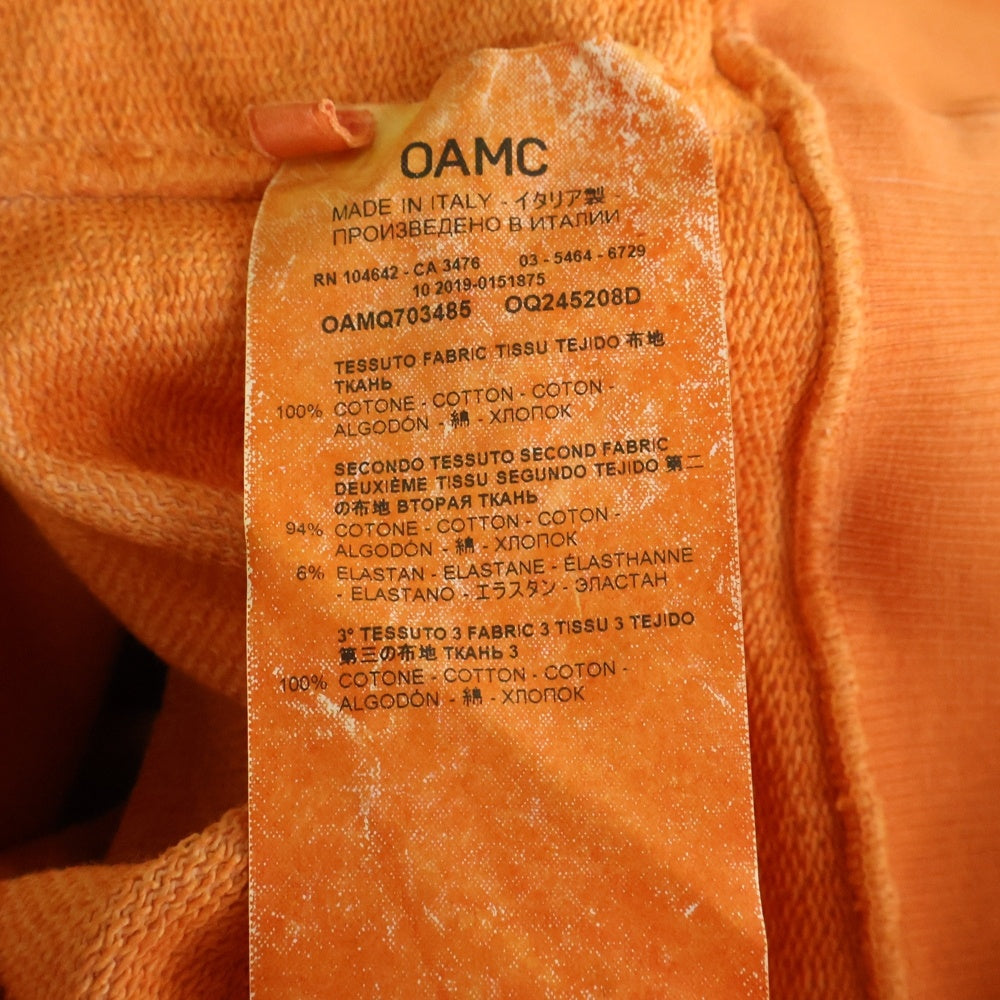 OAMC
MADE IN ITALY - イタリア製 -
ПРОИЗВЕДЕНО В ИТАЛИИ
RN 104642 - CA 3476 03 - 5464 - 6729
10 2019-0151875
OAMQ703485 OQ245208D
TESSUTO FABRIC TISSU TEJIDO 布地
ТКАНЬ
100% COTONE - COTTON - COTON -
ALGODÓN - 綿 - ХЛОПОК
SECONDO TESSUTO SECOND FABRIC
DEUXIÈME TISSU SEGUNDO TEJIDO 第二
の布地 ВТОРАЯ ТКАНЬ
94% COTONE - COTTON - COTON -
ALGODÓN - 綿 - ХЛОПОК
6% ELASTAN - ELASTANE - ÉLASTHANNE
- ELASTANO - エラスタン - ЭЛАСТАН
3° TESSUTO 3 FABRIC 3 TISSU 3 TEJIDO
第三の布地 ТКАНЬ 3
100% COTONE - COTTON - COTON -
ALGODÓN - 綿 - ХЛОПОК